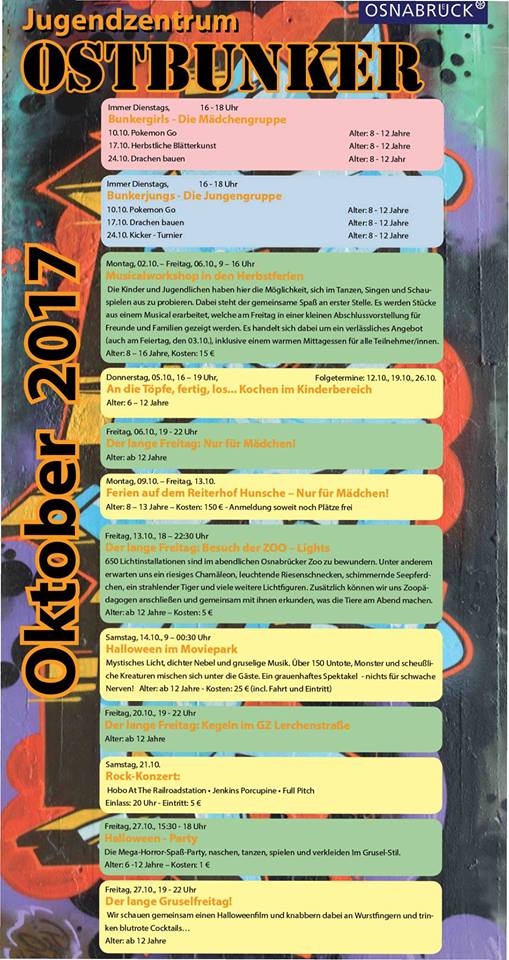 Jugendzentrum
OSNABRÜCK
OSTBUNKER
Oktober 2017
Immer Dienstags, 16 - 18 Uhr
Bunkergirls - Die Mädchengruppe
10.10. Pokemon Go Alter: 8 - 12 Jahre
17.10. Herbstliche Blätterkunst Alter: 8 - 12 Jahre
24.10. Drachen bauen Alter: 8 - 12 Jahr
Immer Dienstags, 16 - 18 Uhr
Bunkerjungs - Die Jungengruppe
10.10. Pokemon Go Alter: 8 - 12 Jahre
17.10. Drachen bauen Alter: 8 - 12 Jahre
24.10. Kicker - Turnier Alter: 8 - 12 Jahre
Montag, 02.10. – Freitag, 06.10., 9 – 16 Uhr
Musicalworkshop in den Herbstferien
Die Kinder und Jugendlichen haben hier die Möglichkeit, sich im Tanzen, Singen und Schau-
spielen aus zu probieren. Dabei steht der gemeinsame Spaß an erster Stelle. Es werden Stücke
aus einem Musical erarbeitet, welche am Freitag in einer kleinen Abschlussvorstellung für
Freunde und Familien gezeigt werden. Es handelt sich dabei um ein verlässliches Angebot
(auch am Feiertag, den 03.10.), inklusive einem warmen Mittagessen für alle Teilnehmer/innen.
Alter: 8 – 16 Jahre, Kosten: 15 €
Donnerstag, 05.10., 16 – 19 Uhr, Folgetermine: 12.10., 19.10., 26.10.
An die Töpfe, fertig, los... Kochen im Kinderbereich
Alter: 6 – 12 Jahre
Freitag, 06.10., 19 - 22 Uhr
Der lange Freitag: Nur für Mädchen!
Alter: ab 12 Jahre
Montag, 09.10. – Freitag, 13.10.
Ferien auf dem Reiterhof Hunsche – Nur für Mädchen!
Alter: 8 – 13 Jahre – Kosten: 150 € - Anmeldung soweit noch Plätze frei
Freitag, 13.10., 18 – 22:30 Uhr
Der lange Freitag: Besuch der ZOO – Lights
650 Lichtinstallationen sind im abendlichen Osnabrücker Zoo zu bewundern. Unter anderem
erwarten uns ein riesiges Chamäleon, leuchtende Riesenschnecken, schimmernde Seepferd-
chen, ein strahlender Tiger und viele weitere Lichtfiguren. Zusätzlich können wir uns Zoopä-
dagogen anschließen und gemeinsam mit ihnen erkunden, was die Tiere am Abend machen.
Alter: ab 12 Jahre – Kosten: 5 €
Samstag, 14.10., 9 – 00:30 Uhr
Halloween im Moviepark
Mystisches Licht, dichter Nebel und gruselige Musik. Über 150 Untote, Monster und scheußli-
che Kreaturen mischen sich unter die Gäste. Ein grauenhaftes Spektakel - nichts für schwache
Nerven! Alter: ab 12 Jahre - Kosten: 25 € (incl. Fahrt und Eintritt)
Freitag, 20.10., 19 - 22 Uhr
Der lange Freitag: Kegeln im GZ Lerchenstraße
Alter: ab 12 Jahre
Samstag, 21.10.
Rock-Konzert:
Hobo At The Railroadstation • Jenkins Porcupine • Full Pitch
Einlass: 20 Uhr - Eintritt: 5 €
Freitag, 27.10., 15:30 - 18 Uhr
Halloween - Party
Die Mega-Horror-Spaß-Party, naschen, tanzen, spielen und verkleiden Im Grusel-Stil.
Alter: 6 -12 Jahre – Kosten: 1 €
Freitag, 27.10., 19 - 22 Uhr
Der lange Gruselfreitag!
Wir schauen gemeinsam einen Halloweenfilm und knabbern dabei an Wurstfingern und trin-
ken blutrote Cocktails…
Alter: ab 12 Jahre